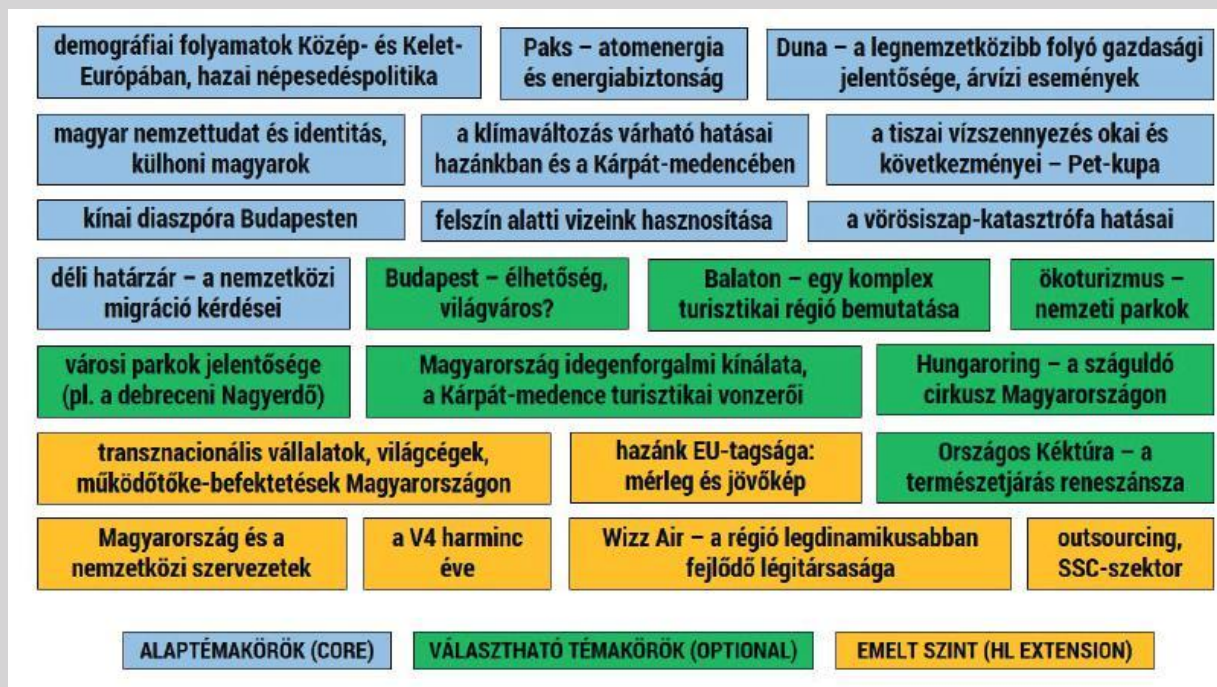 demográfiai folyamatok Közép- és Kelet-
Európában, hazai népesedéspolitika
Paks – atomenergia
és energiabiztonság
Duna – a legnemzetközibb folyó gazdasági
jelentősége, árvízi események
magyar nemzettudat és identitás,
külhoni magyarok
a klímaváltozás várható hatásai
hazánkban és a Kárpát-medencében
a tiszai vízszennyezés okai és
következményei – Pet-kupa
kínai diaszpóra Budapesten
felszín alatti vizeink hasznosítása
a vörösiszap-katasztrófa hatásai
déli határzár – a nemzetközi
migráció kérdései
Budapest – élhetőség,
világváros?
Balaton – egy komplex
turisztikai régió bemutatása
ökoturizmus –
nemzeti parkok
városi parkok jelentősége
(pl. a debreceni Nagyerdő)
Magyarország idegenforgalmi kínálata,
a Kárpát-medence turisztikai vonzerői
Hungaroring – a száguldó
cirkusz Magyarországon
transznacionális vállalatok, világcégek,
működőtőke-befektetések Magyarországon
hazánk EU-tagsága:
mérleg és jövőkép
Országos Kéktúra – a
természetjárás reneszánsza
Magyarország és a
nemzetközi szervezetek
a V4 harminc
éve
Wizz Air – a régió legdinamikusabban
fejlődő légitársasága
outsourcing,
SSC-szektor
ALAPTÉMAKÖRÖK (CORE)
VÁLASZTHATÓ TÉMAKÖRÖK (OPTIONAL)
EMELT SZINT (HL EXTENSION)